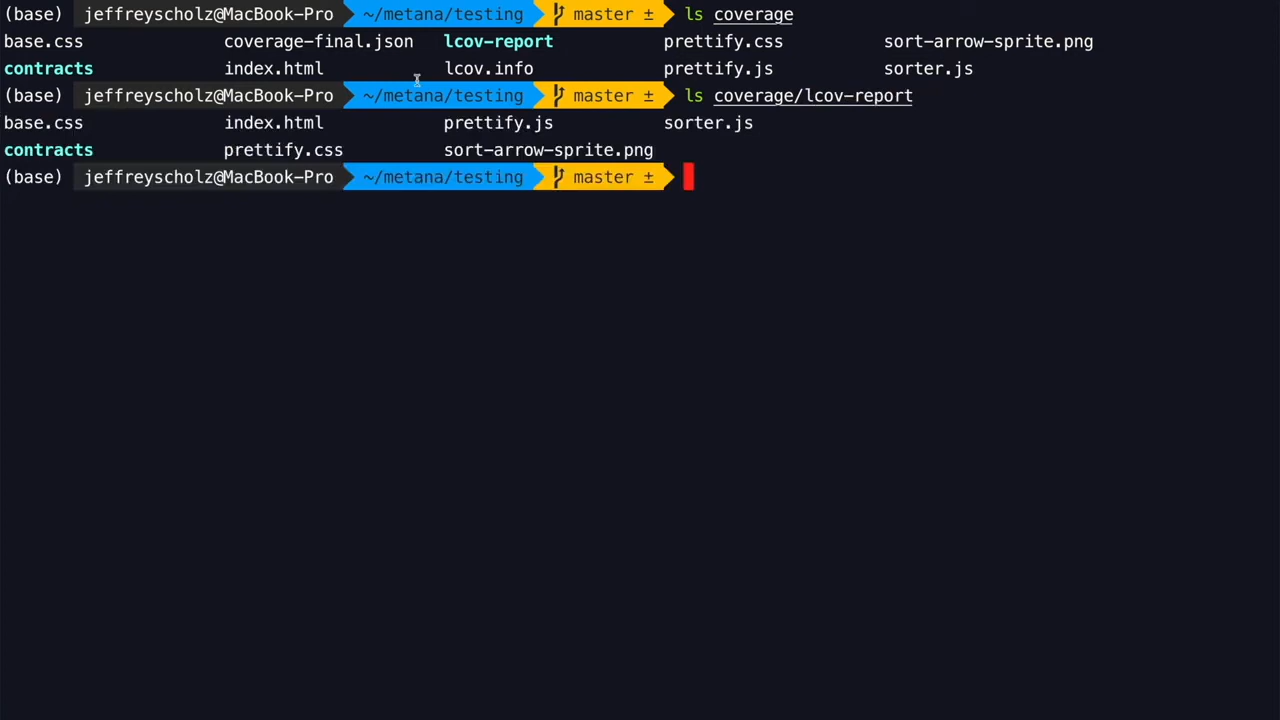 (base) jeffreyscholz@MacBook-Pro ~/metana/testing master ± ls coverage
base.css coverage-final.json lcov-report prettify.css sort-arrow-sprite.png
contracts index.html lcov.info prettify.js sorter.js
(base) jeffreyscholz@MacBook-Pro ~/metana/testing master ± ls coverage/lcov-report
base.css index.html prettify.js sorter.js
contracts prettify.css sort-arrow-sprite.png
(base) jeffreyscholz@MacBook-Pro ~/metana/testing master ±